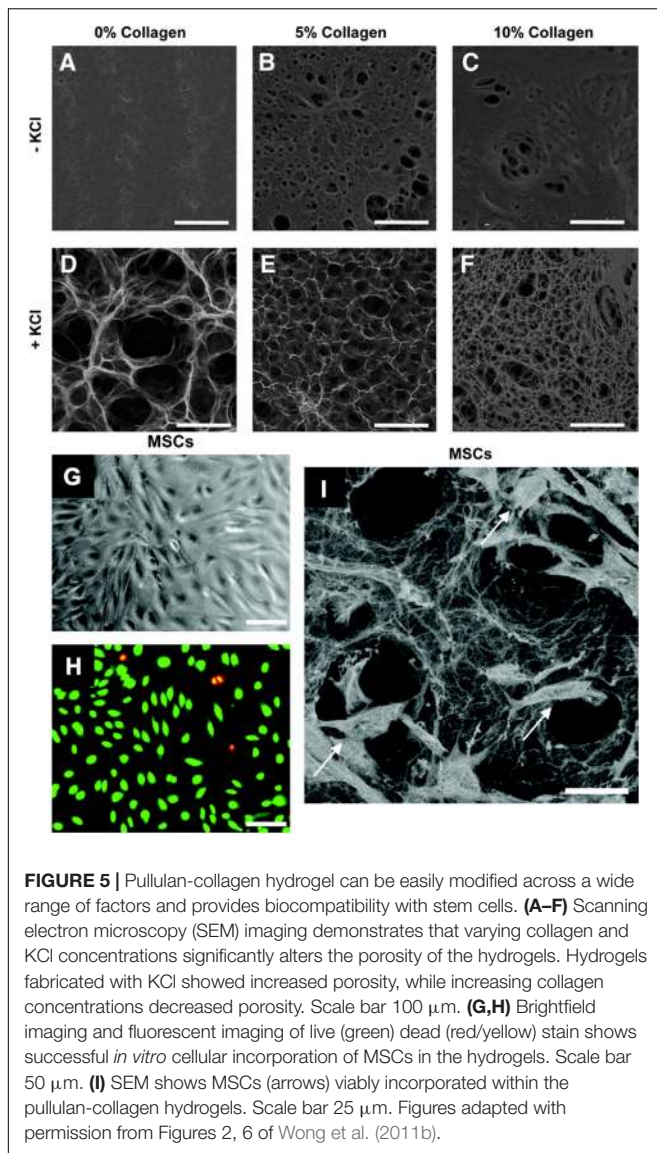 0% Collagen 5% Collagen 10% Collagen
- KCl
A B C
+ KCl
D E F
MSCs
G
H
MSCs
I
FIGURE 5 | Pullulan-collagen hydrogel can be easily modified across a wide
range of factors and provides biocompatibility with stem cells. (A–F) Scanning
electron microscopy (SEM) imaging demonstrates that varying collagen and
KCl concentrations significantly alters the porosity of the hydrogels. Hydrogels
fabricated with KCl showed increased porosity, while increasing collagen
concentrations decreased porosity. Scale bar 100 μm. (G,H) Brightfield
imaging and fluorescent imaging of live (green) dead (red/yellow) stain shows
successful in vitro cellular incorporation of MSCs in the hydrogels. Scale bar
50 μm. (I) SEM shows MSCs (arrows) viably incorporated within the
pullulan-collagen hydrogels. Scale bar 25 μm. Figures adapted with
permission from Figures 2, 6 of Wong et al. (2011b).